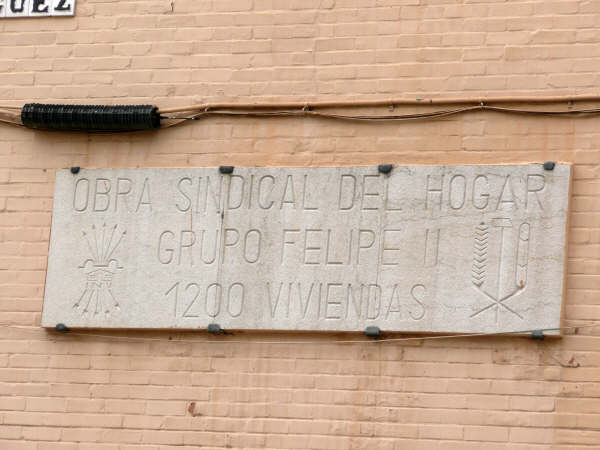 OBRA SINDICAL DEL HOGAR
GRUPO FELIPE II
1200 VIVIENDAS